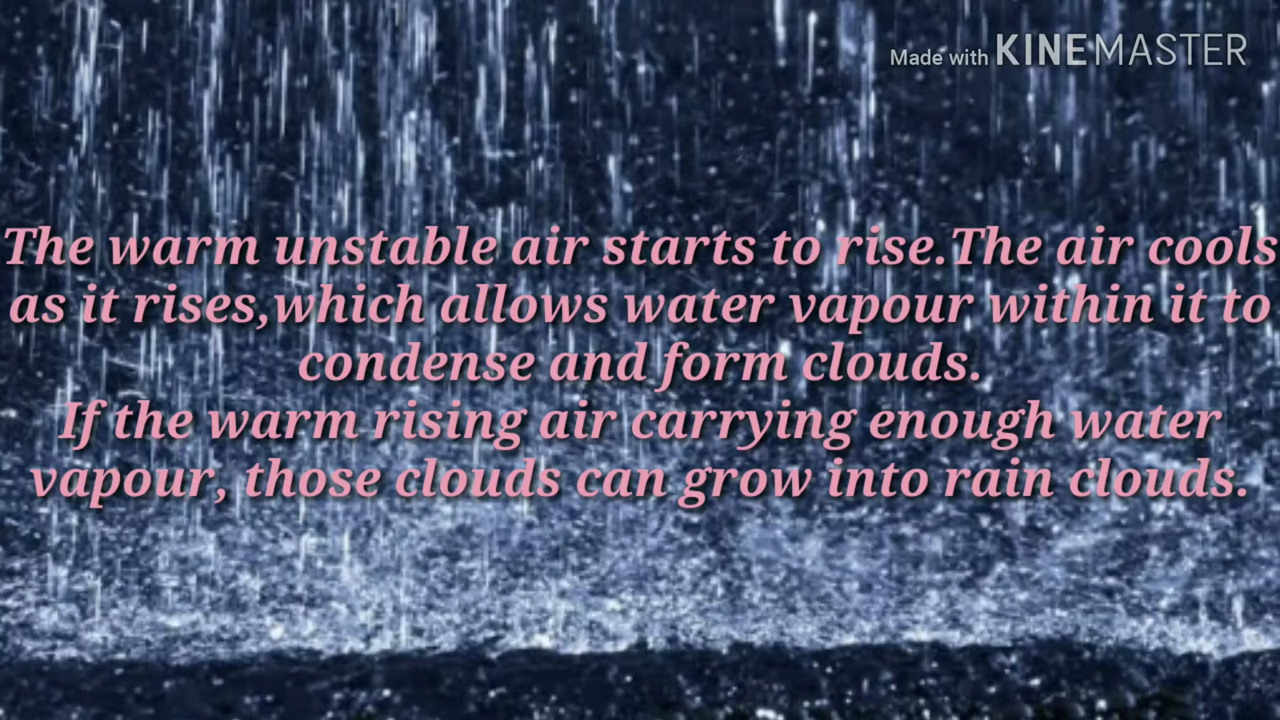 Made with KINEMASTER
The warm unstable air starts to rise.The air cools
as it rises,which allows water vapour within it to
condense and form clouds.
If the warm rising air carrying enough water
vapour, those clouds can grow into rain clouds.